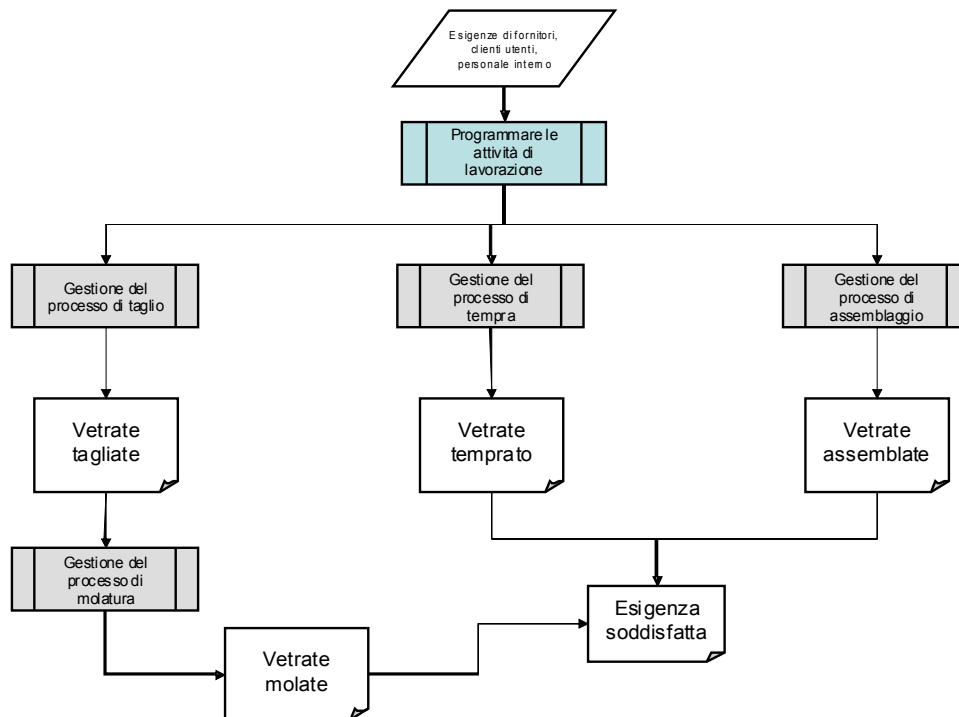 Esigenze di fornitori,
clienti utenti,
personale interno
Programmare le
attività di
lavorazione
Gestione del
processo di taglio
Gestione del
processo di
tempra
Gestione del
processo di
assemblaggio
Vetrate
tagliate
Vetrate
temprato
Vetrate
assemblate
Gestione del
processo di
molatura
Esigenza
soddisfatta
Vetrate
molate